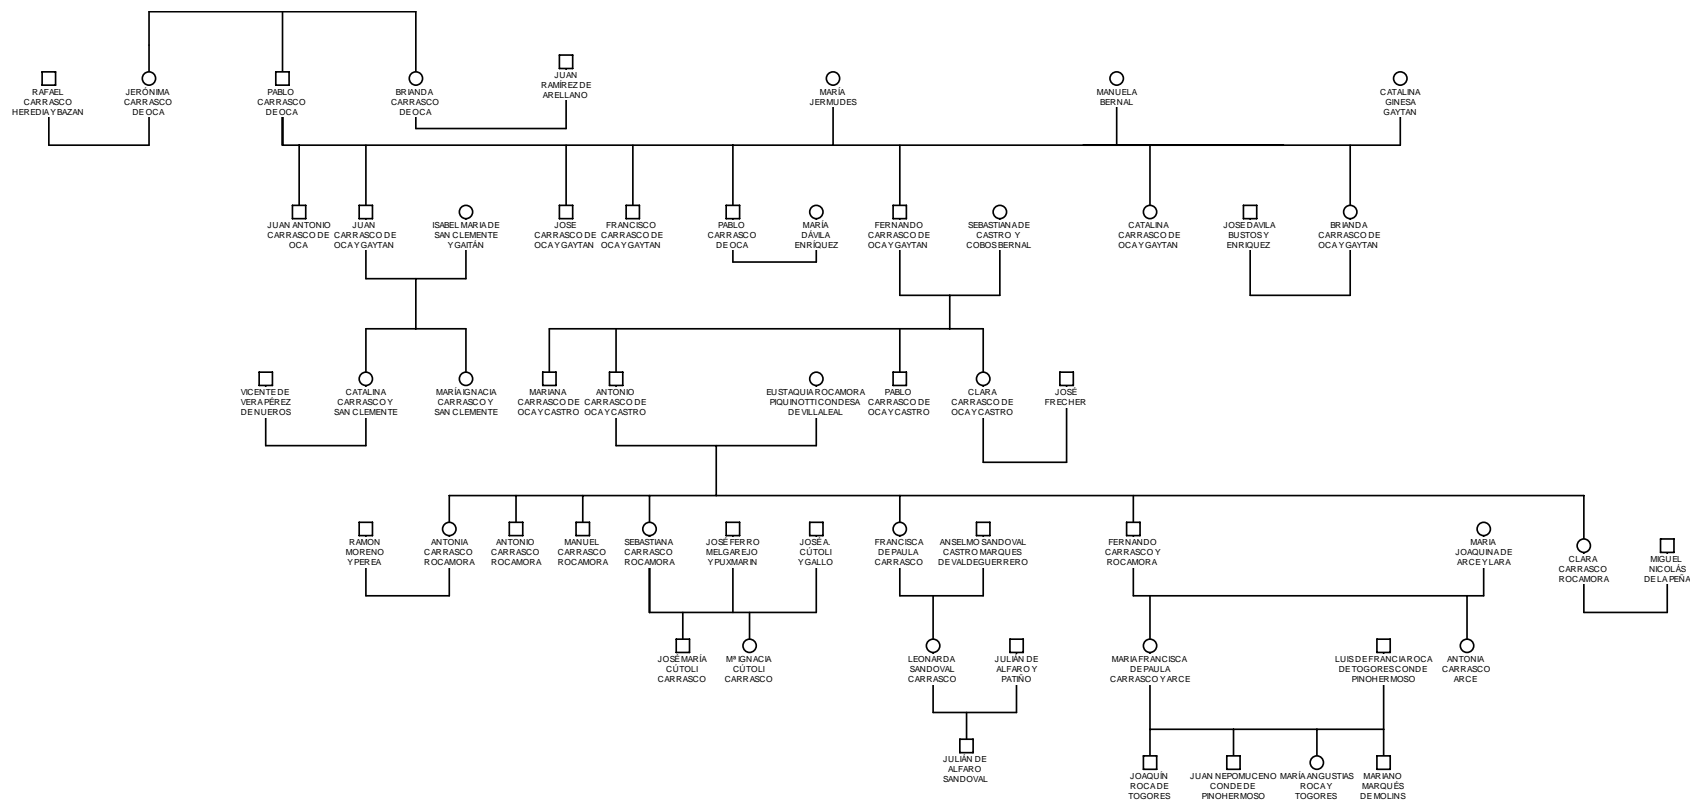 RAFAEL
CARRASCO
HEREDIA Y BAZAN
JERÓNIMA
CARRASCO
DE OCA
PABLO
CARRASCO
DE OCA
BRIANDA
CARRASCO
DE OCA
JUAN
RAMÍREZ DE
ARELLANO
MARÍA
JERMUDES
MANUELA
BERNAL
CATALINA
GINESA
GAYTAN
JUAN ANTONIO
CARRASCO DE
OCA
JUAN
CARRASCO DE
OCA Y GAYTAN
ISABEL MARIA DE
SAN CLEMENTE
Y GAITÁN
JOSE
CARRASCO DE
OCA Y GAYTAN
FRANCISCO
CARRASCO DE
OCA Y GAYTAN
PABLO
CARRASCO
DE OCA
MARÍA
DÁVILA
ENRÍQUEZ
FERNANDO
CARRASCO DE
OCA Y GAYTAN
SEBASTIANA DE
CASTRO Y
COBOS BERNAL
CATALINA
CARRASCO DE
OCA Y GAYTAN
JOSE DAVILA
BUSTOS Y
ENRIQUEZ
BRIANDA
CARRASCO DE
OCA Y GAYTAN
VICENTE DE
VERA PÉREZ
DE NUEROS
CATALINA
CARRASCO Y
SAN CLEMENTE
MARÍA IGNACIA
CARRASCO Y
SAN CLEMENTE
MARIANA
CARRASCO DE
OCA Y CASTRO
ANTONIO
CARRASCO DE
OCA Y CASTRO
EUSTAQUIA ROCAMORA
PIQUINOTTI CONDESA
DE VILLALEAL
PABLO
CARRASCO DE
OCA Y CASTRO
CLARA
CARRASCO DE
OCA Y CASTRO
JOSÉ
FRECHER
RAMON
MORENO
Y PEREA
ANTONIA
CARRASCO
ROCAMORA
ANTONIO
CARRASCO
ROCAMORA
MANUEL
CARRASCO
ROCAMORA
SEBASTIANA
CARRASCO
ROCAMORA
JOSÉ FERRO
MELGAREJO
Y PUXMARIN
JOSÉ A.
CÚTOLI
Y GALLO
FRANCISCA
DE PAULA
CARRASCO
ANSELMO SANDOVAL
CASTRO MARQUES
DE VALDEGUERRERO
FERNANDO
CARRASCO Y
ROCAMORA
MARIA
JOAQUINA DE
ARCE Y LARA
CLARA
CARRASCO
ROCAMORA
MIGUEL
NICOLÁS
DE LA PEÑA
JOSÉ MARÍA
CÚTOLI
CARRASCO
Mª IGNACIA
CÚTOLI
CARRASCO
LEONARDA
SANDOVAL
CARRASCO
JULIÁN DE
ALFARO Y
PATIÑO
MARIA FRANCISCA
DE PAULA
CARRASCO Y ARCE
LUIS DE FRANCIA ROCA
DE TOGORES CONDE
PINOHERMOSO
ANTONIA
CARRASCO
ARCE
JULIÁN DE
ALFARO
SANDOVAL
JOAQUÍN
ROCA DE
TOGORES
JUAN NEPOMUCENO
CONDE DE
PINOHERMOSO
MARÍA ANGUSTIAS
ROCA Y
TOGORES
MARIANO
MARQUÉS
DE MOLINS